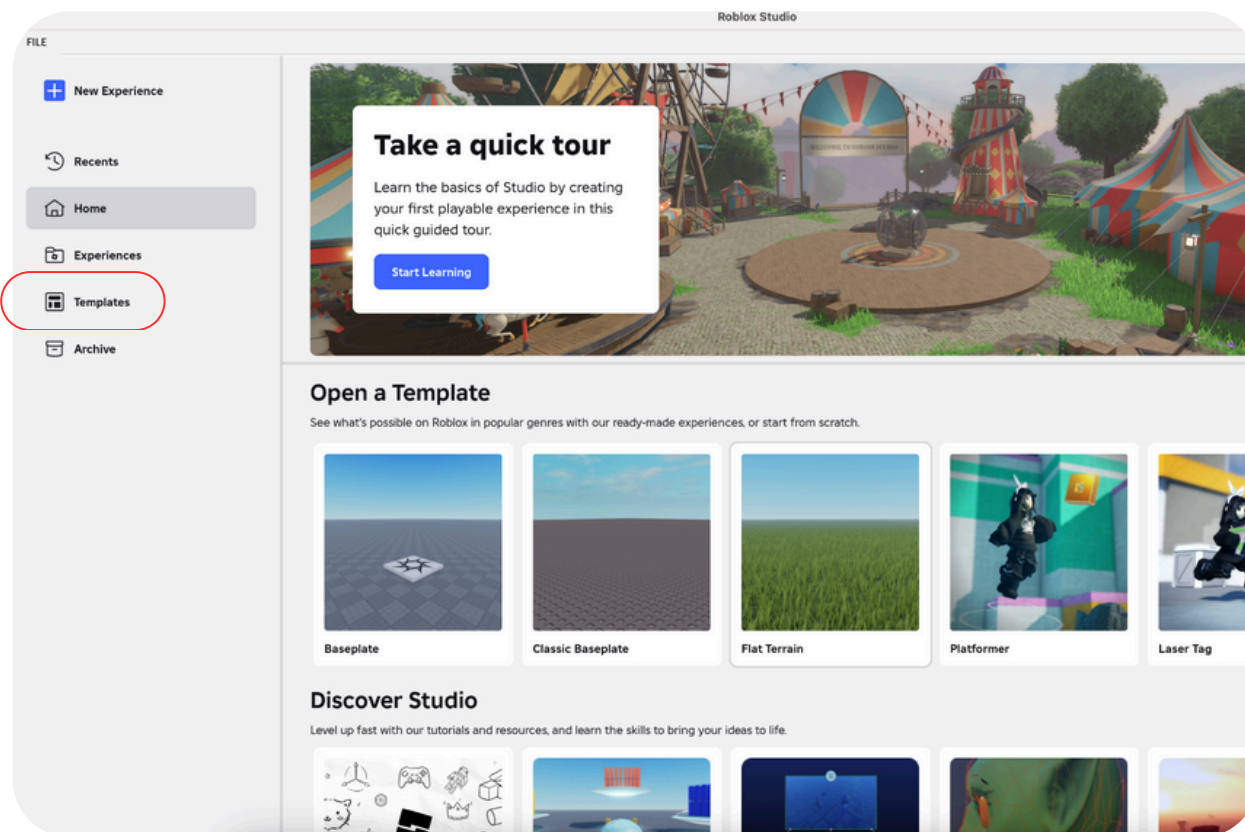 Roblox Studio
FILE
New Experience
Recents
Home
Experiences
Templates
Archive
Take a quick tour
Learn the basics of Studio by creating
your first playable experience in this
quick guided tour.
Start Learning
Open a Template
See what's possible on Roblox in popular genres with our ready-made experiences, or start from scratch.
Baseplate
Classic Baseplate
Flat Terrain
Platformer
Laser Tag
Discover Studio
Level up fast with our tutorials and resources, and learn the skills to bring your ideas to life.